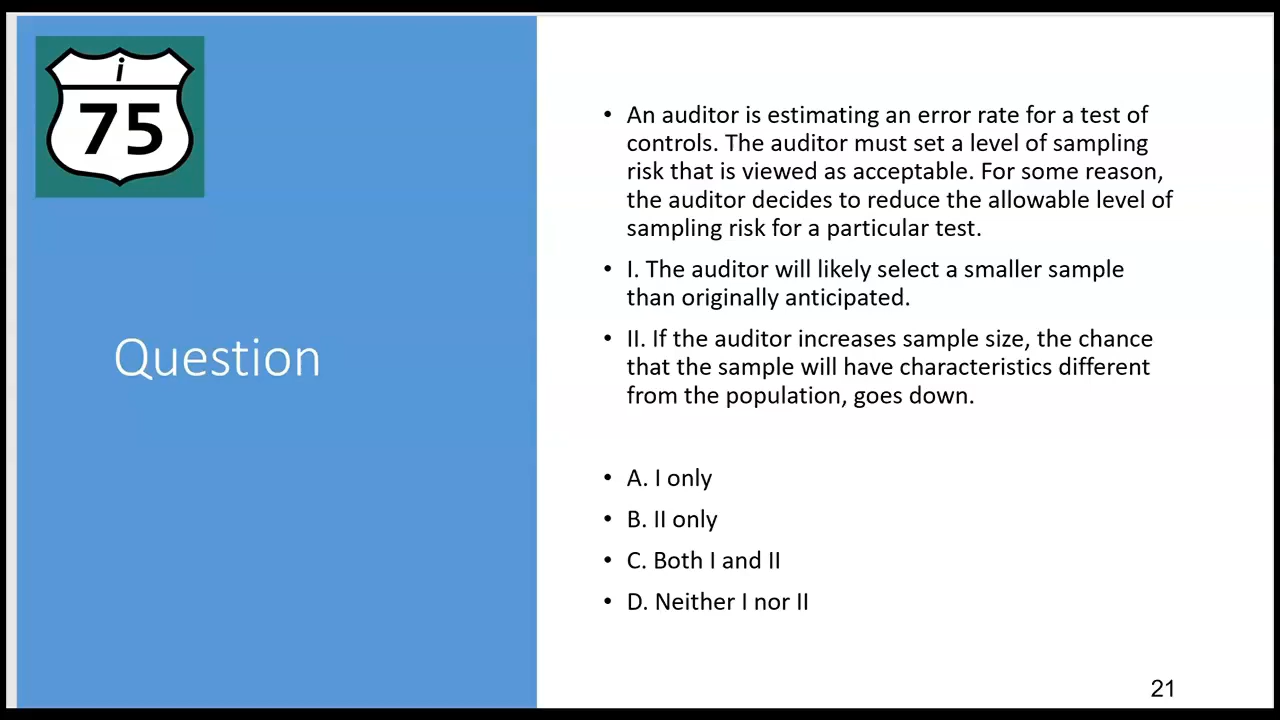 i
75
Question
• An auditor is estimating an error rate for a test of
controls. The auditor must set a level of sampling
risk that is viewed as acceptable. For some reason,
the auditor decides to reduce the allowable level of
sampling risk for a particular test.
• I. The auditor will likely select a smaller sample
than originally anticipated.
• II. If the auditor increases sample size, the chance
that the sample will have characteristics different
from the population, goes down.
• A. I only
• B. II only
• C. Both I and II
• D. Neither I nor II
21